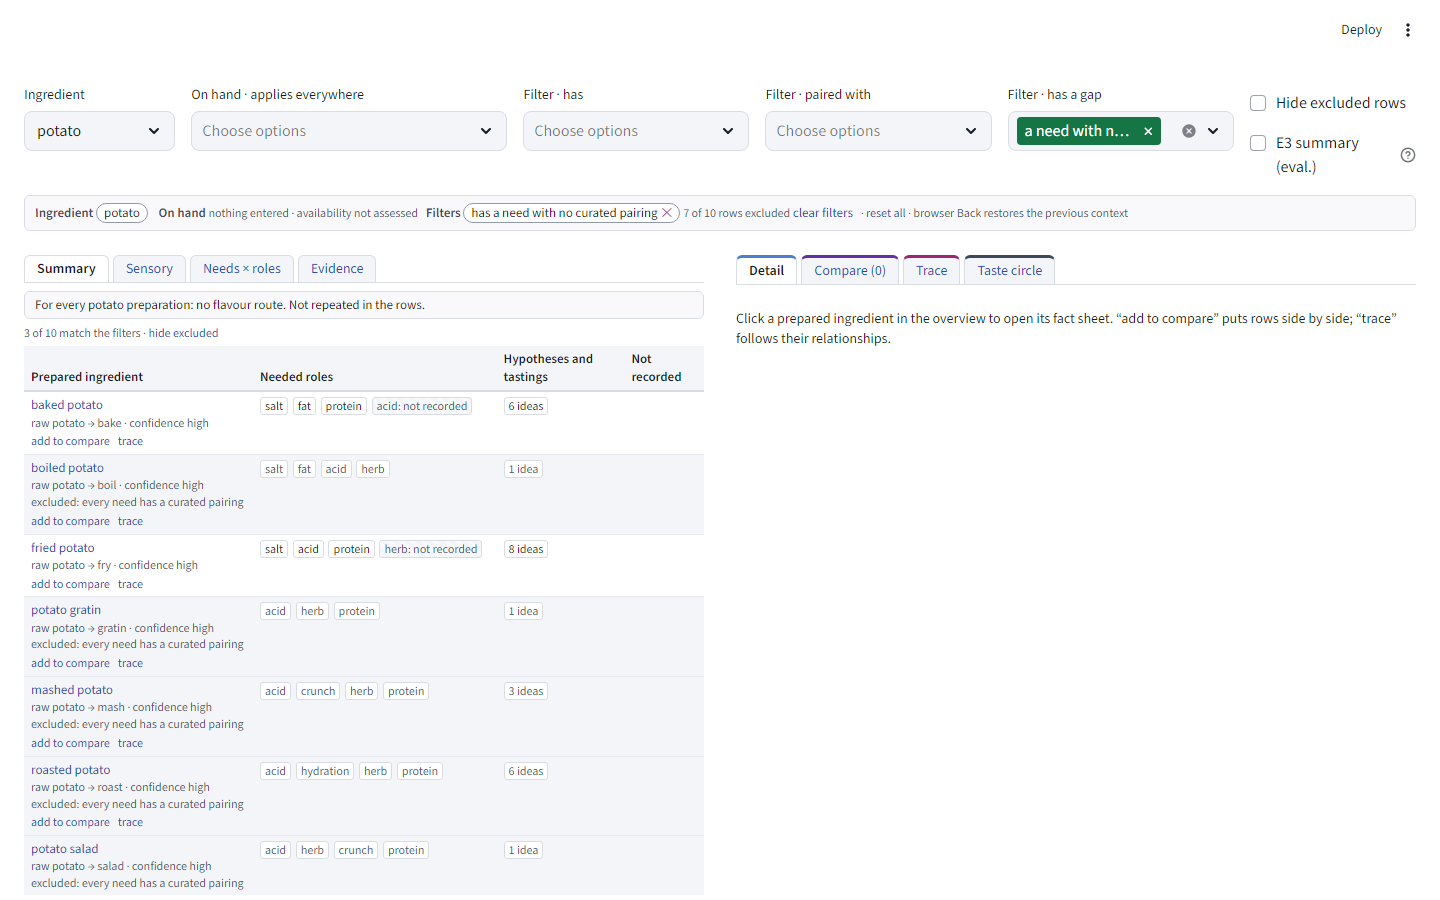 Deploy
Ingredient
On hand · applies everywhere
Filter · has
Filter · paired with
Filter · has a gap
potato
Choose options
Choose options
Choose options
a need with n...
Hide excluded rows
E3 summary
(eval.)
Ingredient potato On hand nothing entered · availability not assessed Filters has a need with no curated pairing 7 of 10 rows excluded clear filters · reset all · browser Back restores the previous context
Summary
Sensory
Needs × roles
Evidence
For every potato preparation: no flavour route. Not repeated in the rows.
3 of 10 match the filters · hide excluded
Prepared ingredient
Needed roles
Hypotheses and
tastings
Not
recorded
baked potato
raw potato → bake · confidence high
add to compare trace
salt fat protein acid: not recorded
6 ideas
boiled potato
raw potato → boil · confidence high
excluded: every need has a curated pairing
add to compare trace
salt fat acid herb
1 idea
fried potato
raw potato → fry · confidence high
add to compare trace
salt acid protein herb: not recorded
8 ideas
potato gratin
raw potato → gratin · confidence high
excluded: every need has a curated pairing
add to compare trace
acid herb protein
1 idea
mashed potato
raw potato → mash · confidence high
excluded: every need has a curated pairing
add to compare trace
acid crunch herb protein
3 ideas
roasted potato
raw potato → roast · confidence high
excluded: every need has a curated pairing
add to compare trace
acid hydration herb protein
6 ideas
potato salad
raw potato → salad · confidence high
excluded: every need has a curated pairing
acid herb crunch protein
1 idea
Detail
Compare (0)
Trace
Taste circle
Click a prepared ingredient in the overview to open its fact sheet. “add to compare” puts rows side by side; “trace”
follows their relationships.